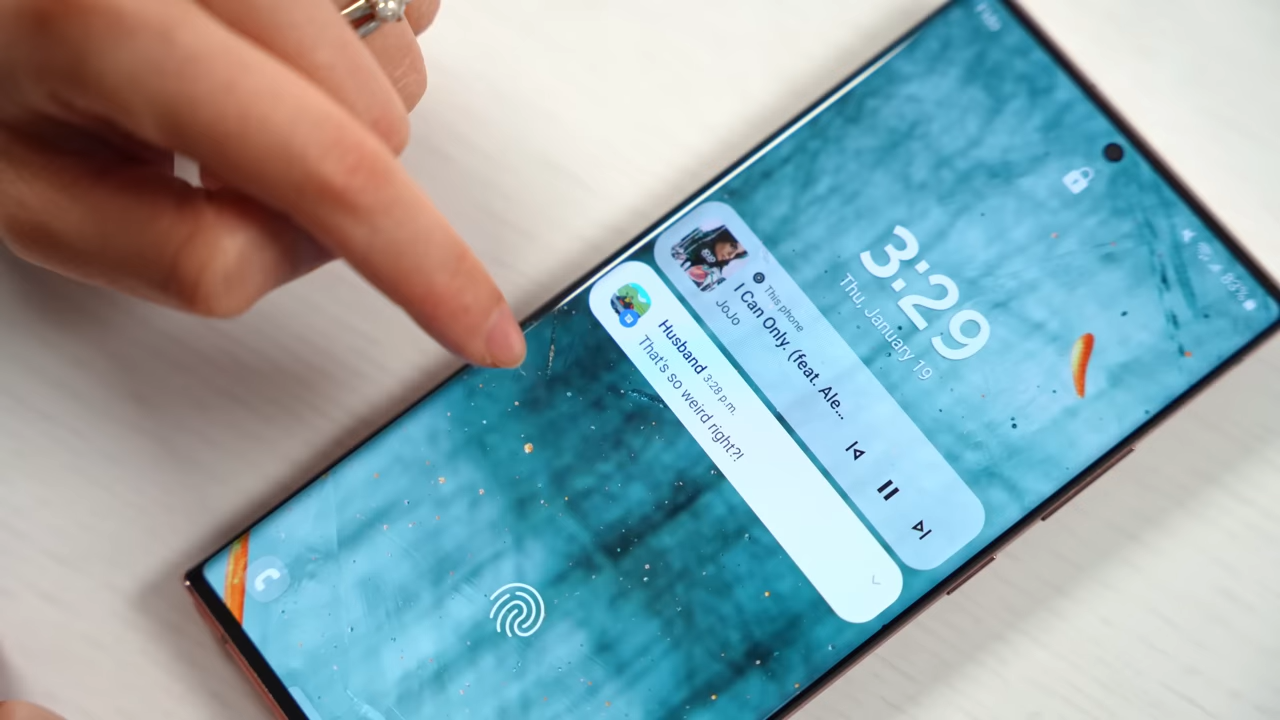 83%
3:29
Thu, January 19
This phone
I Can Only. (feat. Ale...
JoJo
Husband 3:28 p.m.
That's so weird right?!